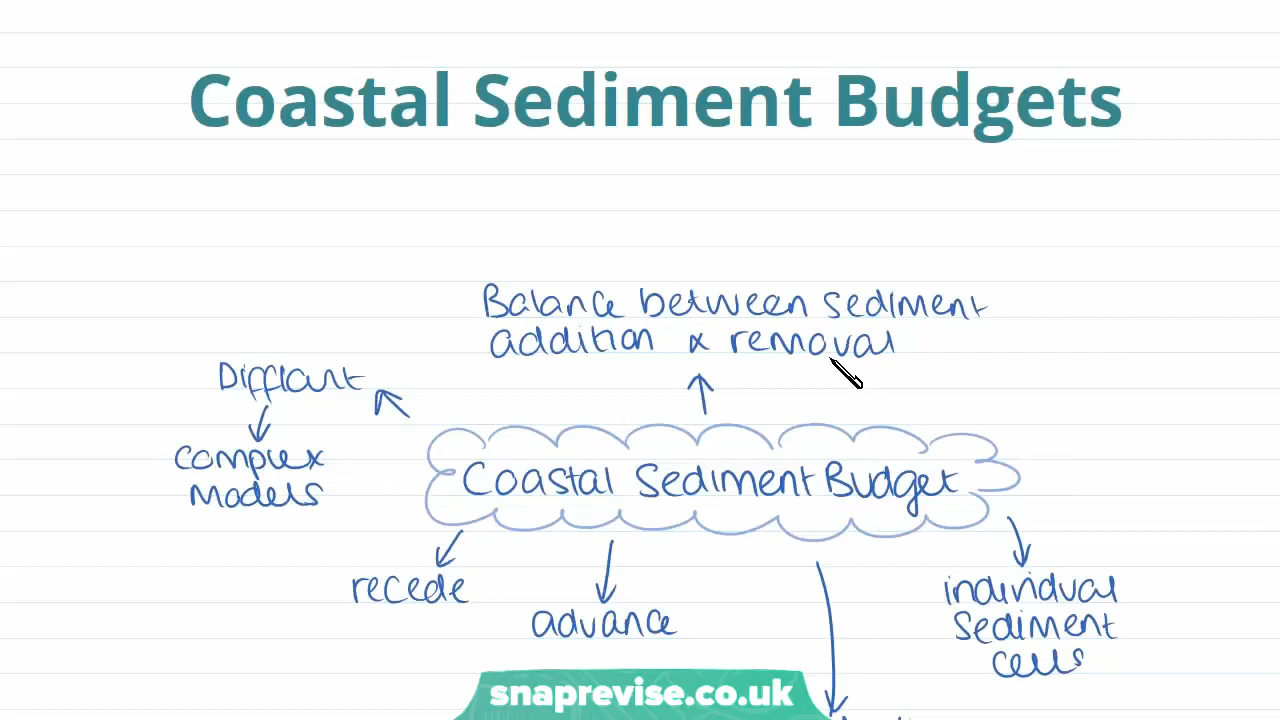 Coastal Sediment Budgets
Balance between sediment
addition & removal
Difficult
complex
Models
Coastal Sediment Budget
recede
advance
individual
Sediment
cells
snaprevise.co.uk